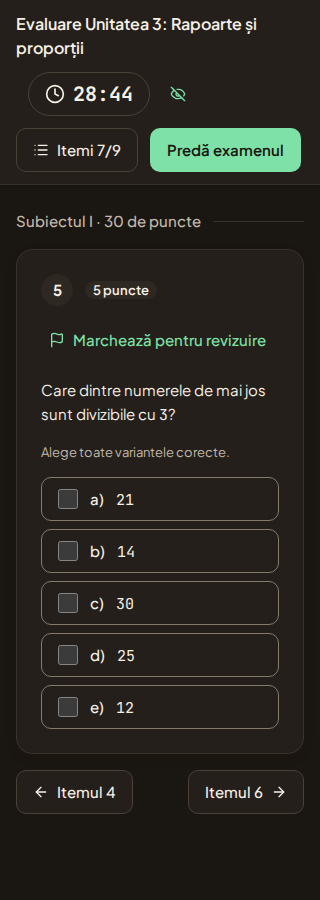 Evaluare Unitatea 3: Rapoarte și
proporții
28:44
Itemi 7/9
Predă examenul
Subiectul I · 30 de puncte
5
5 puncte
Marchează pentru revizuire
Care dintre numerele de mai jos
sunt divizibile cu 3?
Alege toate variantele corecte.
a) 21
b) 14
c) 30
d) 25
e) 12
Itemul 4
Itemul 6